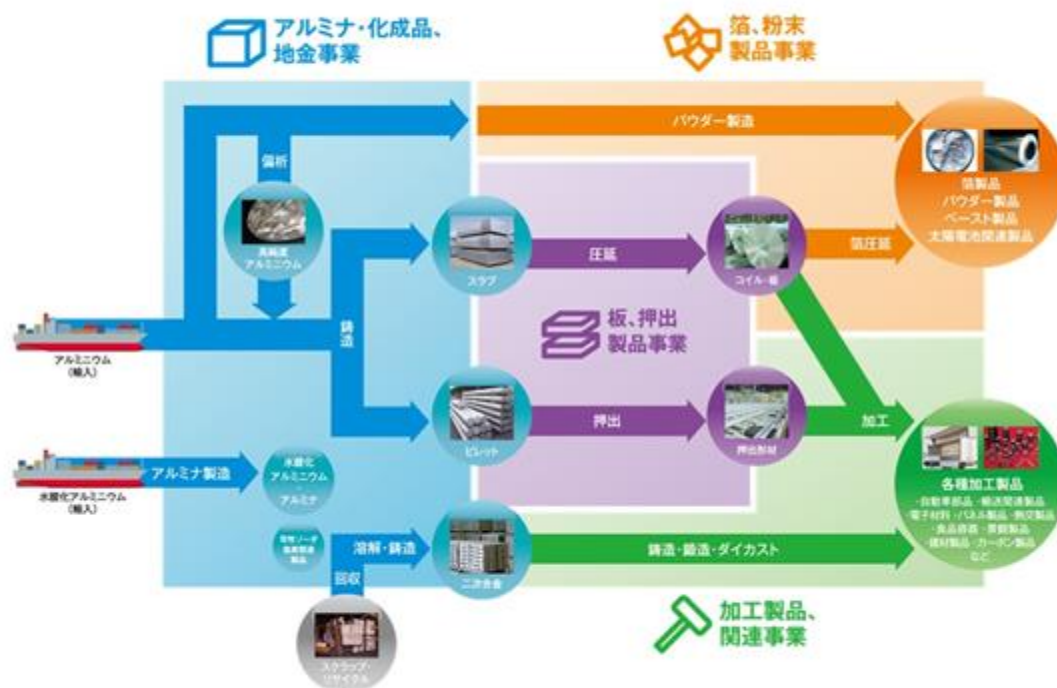 アルミナ・化成品、
地金事業
箔、粉末
製品事業
パウダー製造
偏析
高純度
アルミニウム
箔製品
パウダー製品
ペースト製品
太陽電池関連製品
スラブ
圧延
コイル・板
箔圧延
鋳造
板、押出
製品事業
アルミニウム
(輸入)
ビレット
押出
押出形材
加工
アルミナ製造
水酸化アルミニウム
(輸入)
水酸化
アルミニウム
アルミナ
各種加工製品
・自動車部品・輸送関連製品
・電子材料・パネル製品・熱交製品
・食品容器・景観製品
・建材製品・カーボン製品
など
溶解・鋳造
回収
二次合金
鋳造・鍛造・ダイカスト
スクラップ・
リサイクル
加工製品、
関連事業